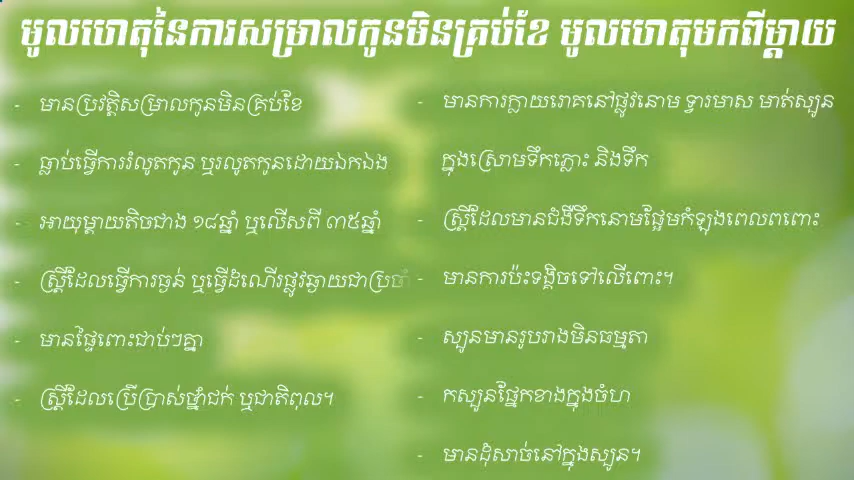 មូលហេតុនៃការសម្រាលកូនមិនគ្រប់ខែ មូលហេតុមកពីម្តាយ
- មានប្រវត្តិសម្រាលកូនមិនគ្រប់ខែ
- ធ្លាប់ធ្វើការរំលូតកូន ឬរលូតកូនដោយឯកឯង
- អាយុម្តាយតិចជាង ១៨ឆ្នាំ ឬលើសពី ៣៥ឆ្នាំ
- ស្ត្រីដែលធ្វើការធ្ងន់ ឬធ្វើដំណើរផ្លូវឆ្ងាយជាប្រចាំ
- មានផ្ទៃពោះជាប់ៗគ្នា
- ស្ត្រីដែលប្រើប្រាស់ថ្នាំជក់ ឬជាតិពុល។
- មានការក្លាយរោគនៅផ្លូវនោម ទ្វារមាស មាត់ស្បូន
ក្នុងស្រោមទឹកភ្លោះ និងទឹក
- ស្ត្រីដែលមានជំងឺទឹកនោមផ្អែមកំឡុងពេលពពោះ
- មានការប៉ះទង្គិចទៅលើពោះ។
- ស្បូនមានរូបរាងមិនធម្មតា
- កស្បូនផ្នែកខាងក្នុងចំហ
- មានដុំសាច់នៅក្នុងស្បូន។